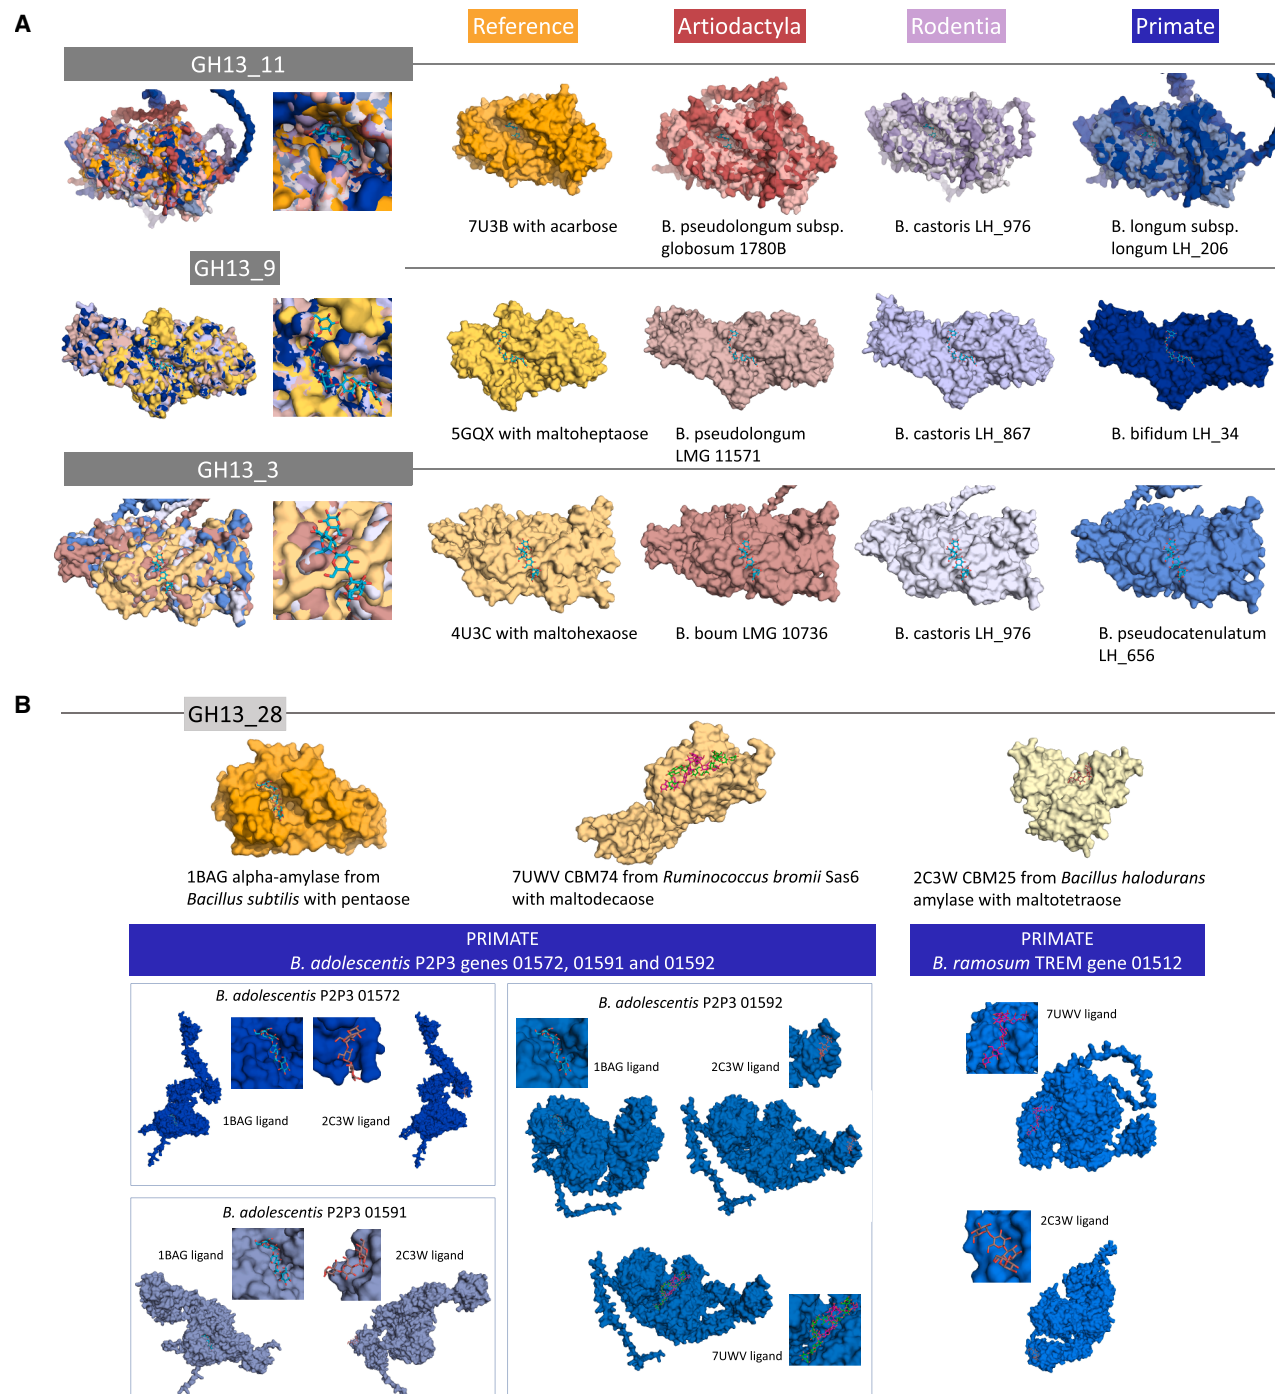 A
Reference
Artiodactyla
Rodentia
Primate
GH13_11
7U3B with acarbose
B. pseudolongum subsp.
globosum 1780B
B. castoris LH_976
B. longum subsp.
longum LH_206
GH13_9
5GQX with maltoheptaose
B. pseudolongum
LMG 11571
B. castoris LH_867
B. bifidum LH_34
GH13_3
4U3C with maltohexaose
B. boum LMG 10736
B. castoris LH_976
B. pseudocatenulatum
LH_656
B
GH13_28
1BAG alpha-amylase from
Bacillus subtilis with pentaose
7UWV CBM74 from Ruminococcus bromii Sas6
with maltodecaose
2C3W CBM25 from Bacillus halodurans
amylase with maltotetraose
PRIMATE
B. adolescentis P2P3 genes 01572, 01591 and 01592
PRIMATE
B. ramosum TREM gene 01512
B. adolescentis P2P3 01572
1BAG ligand
2C3W ligand
B. adolescentis P2P3 01591
1BAG ligand
2C3W ligand
B. adolescentis P2P3 01592
1BAG ligand
2C3W ligand
7UWV ligand
7UWV ligand
2C3W ligand